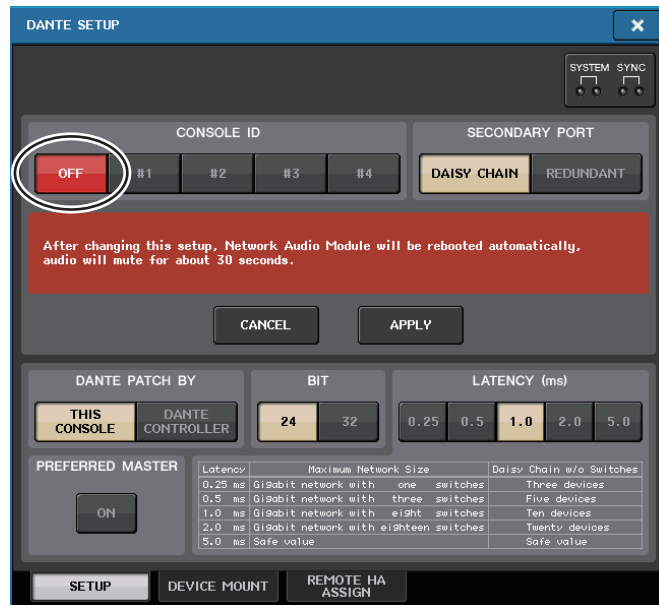 DANTE SETUP
SYSTEM SYNC
CONSOLE ID
SECONDARY PORT
OFF #1 #2 #3 #4
DAISY CHAIN REDUNDANT
After changing this setup, Network Audio Module will be rebooted automatically,
audio will mute for about 30 seconds.
CANCEL APPLY
DANTE PATCH BY
THIS CONSOLE
DANTE CONTROLLER
BIT
24 32
LATENCY (ms)
0.25 0.5 1.0 2.0 5.0
PREFERRED MASTER
ON
Latency Maximum Network Size Daisy Chain w/o Switches
0.25 ms Gigabit network with one switches Three devices
0.5 ms Gigabit network with three switches Five devices
1.0 ms Gigabit network with eight switches Ten devices
2.0 ms Gigabit network with eighteen switches Twenty devices
5.0 ms Safe value Safe value
SETUP
DEVICE MOUNT
REMOTE HA
ASSIGN